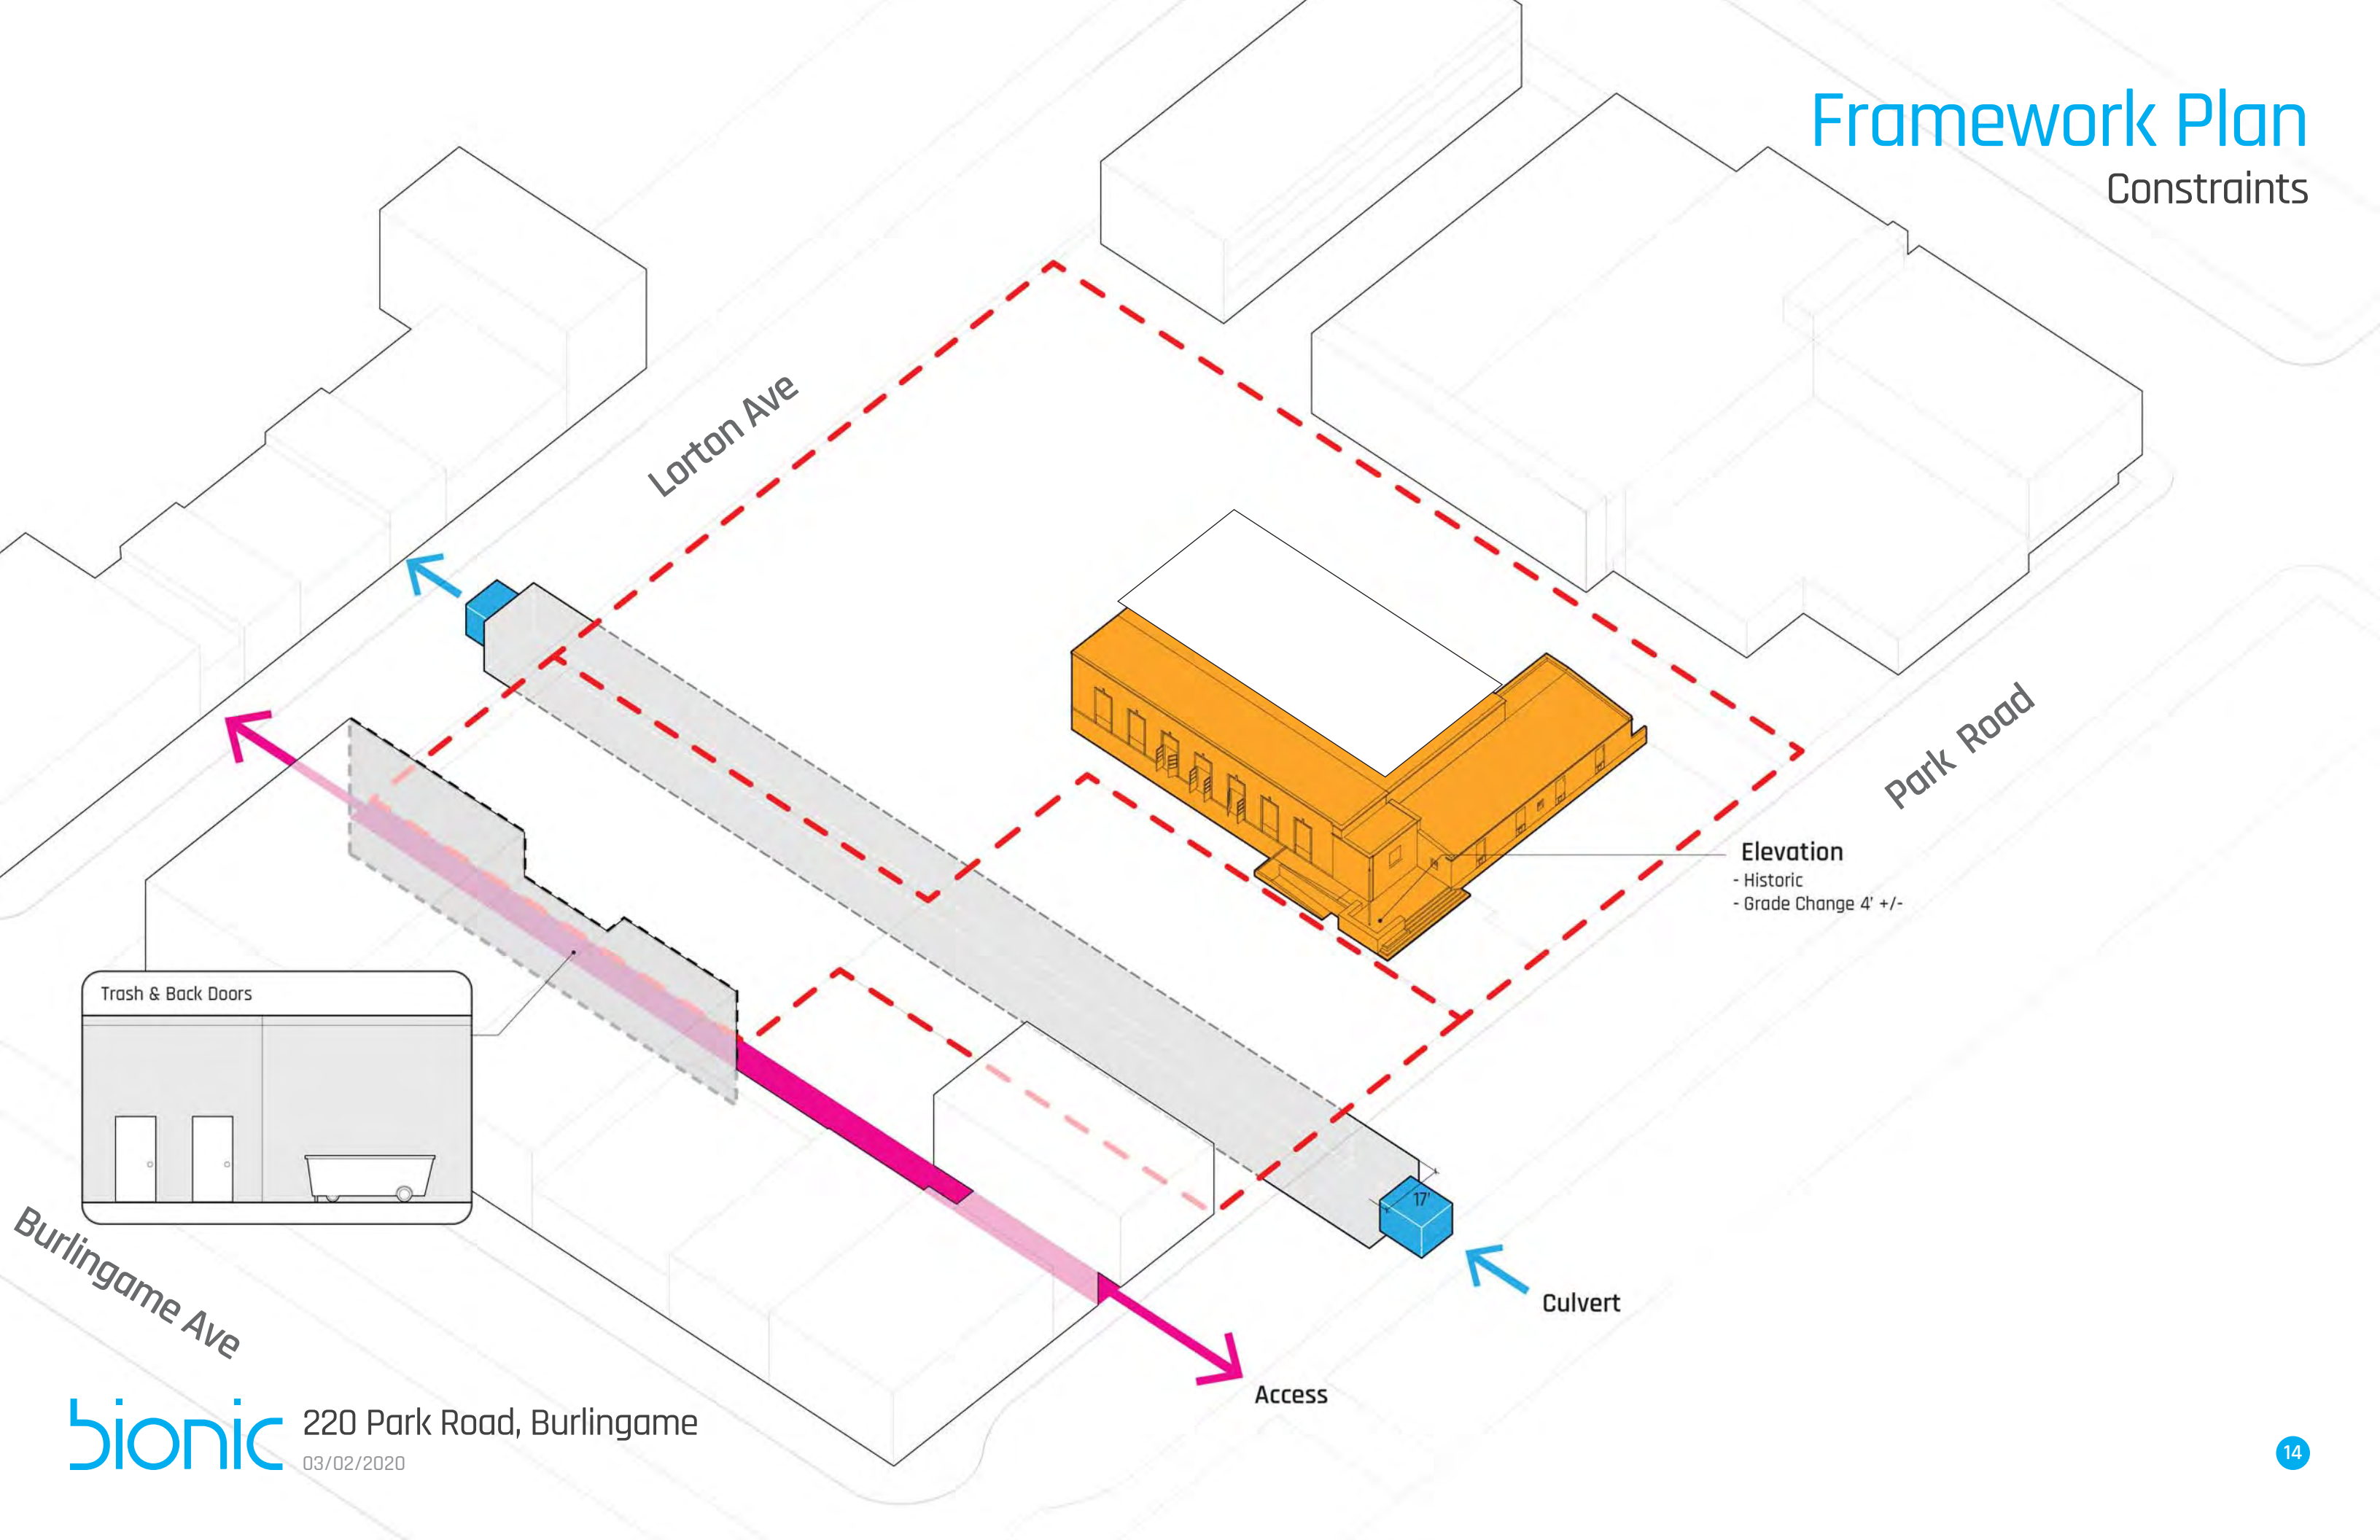 Framework Plan
Constraints
Lorton Ave
Park Road
Elevation
- Historic
- Grade Change 4' +/-
Trash & Back Doors
17'
Culvert
Burlingame Ave
Access
bionic
220 Park Road, Burlingame
03/02/2020
14